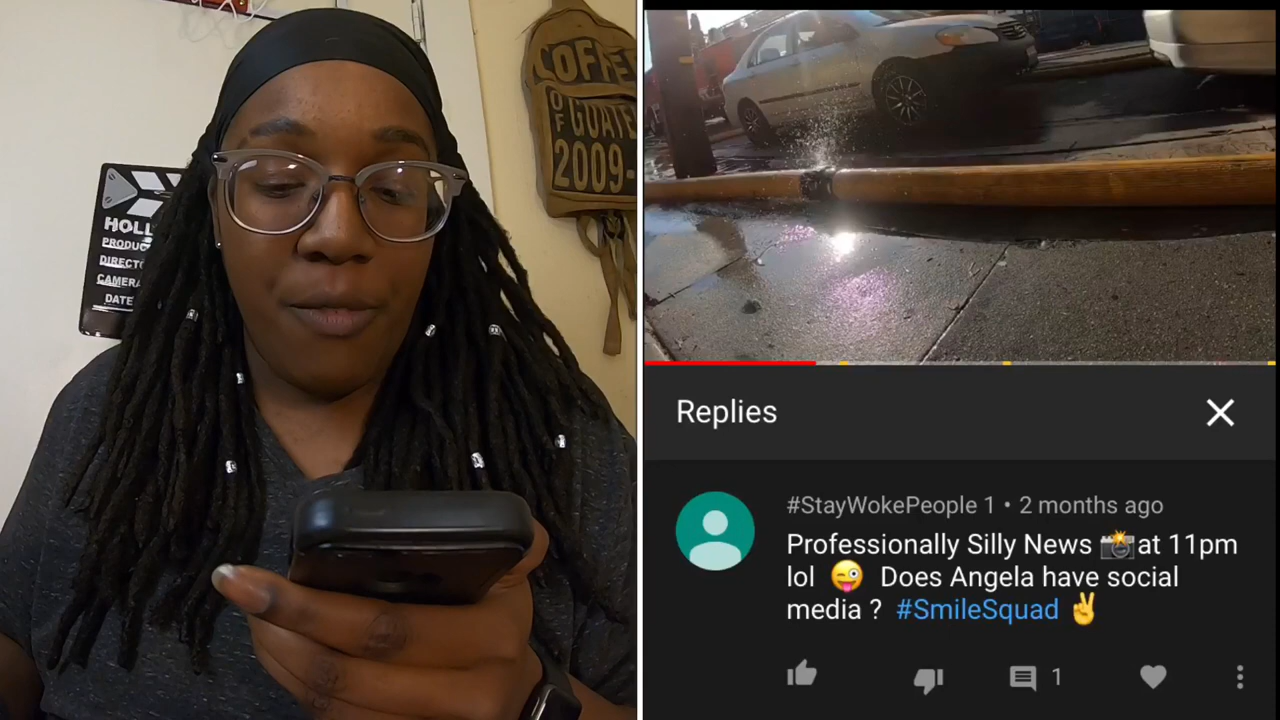 COFFEE
OF GUATE
2009-
HOLL
PRODUC
DIRECT
CAMERA
DATE
Replies
#StayWokePeople 1 • 2 months ago
Professionally Silly News 📸at 11pm
lol 😜 Does Angela have social
media ? #SmileSquad ✌
1